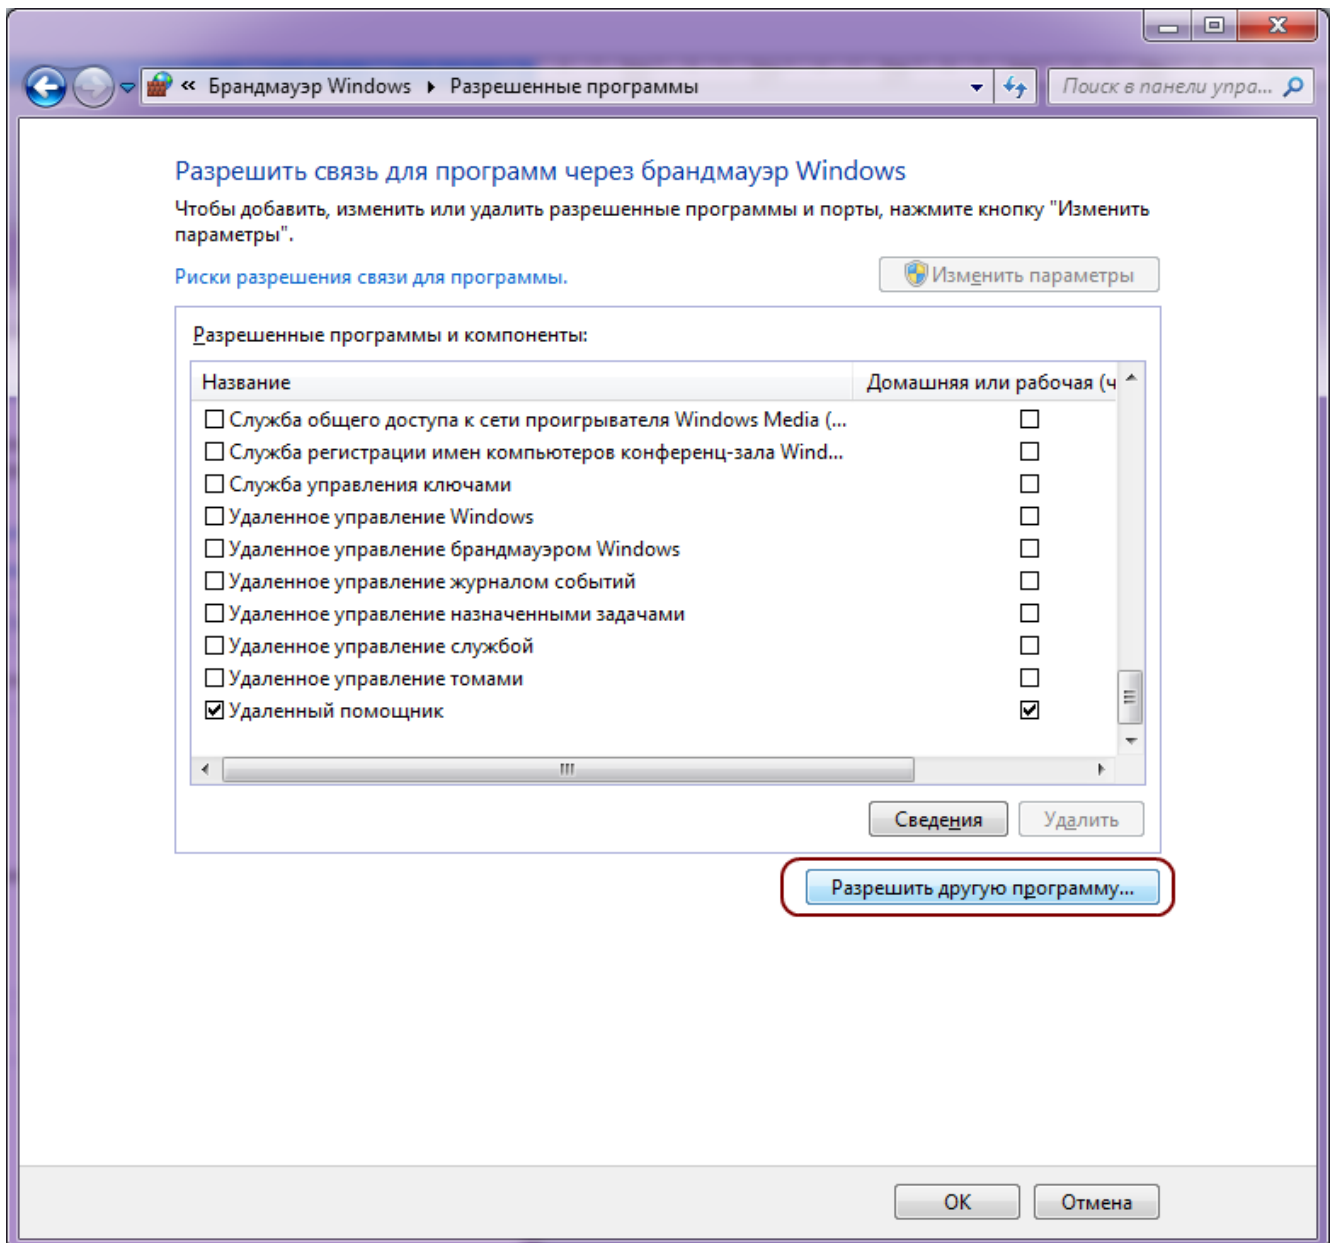 « Брандмауэр Windows Разрешенные программы Поиск в панели упра...
Разрешить связь для программ через брандмауэр Windows
Чтобы добавить, изменить или удалить разрешенные программы и порты, нажмите кнопку "Изменить
параметры".
Риски разрешения связи для программы.
Изменить параметры
Разрешенные программы и компоненты:
Название Домашняя или рабочая (ч
Служба общего доступа к сети проигрывателя Windows Media (...
Служба регистрации имен компьютеров конференц-зала Wind...
Служба управления ключами
Удаленное управление Windows
Удаленное управление брандмауэром Windows
Удаленное управление журналом событий
Удаленное управление назначенными задачами
Удаленное управление службой
Удаленное управление томами
Удаленный помощник
Сведения Удалить
Разрешить другую программу...
ОК Отмена